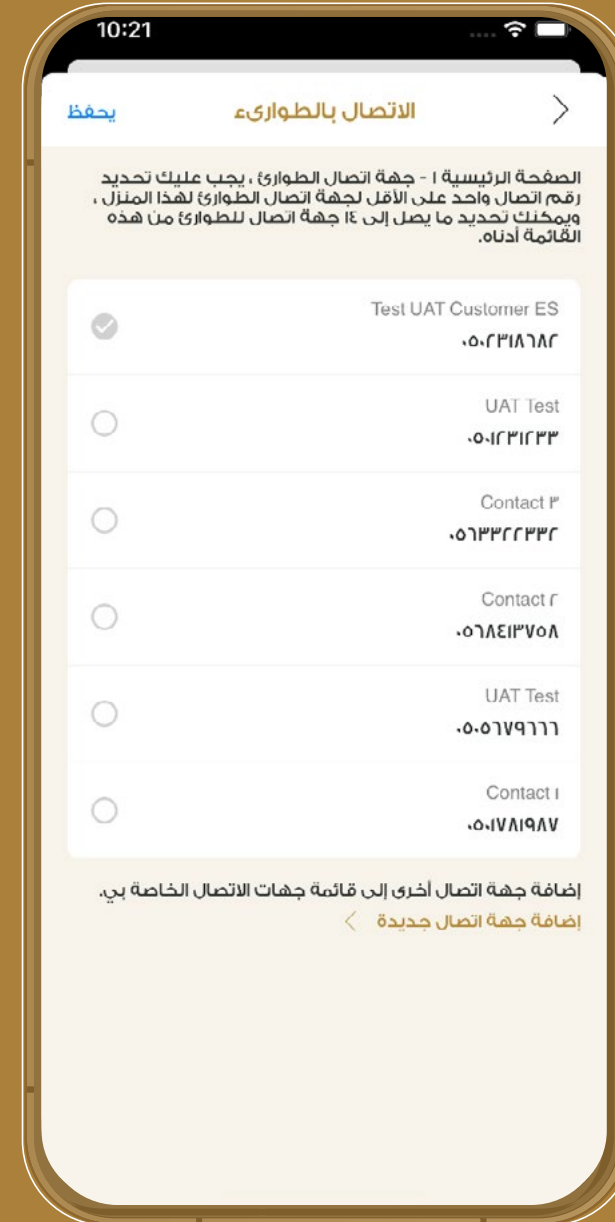 10:21
الاتصال بالطوارىء
يحفظ
الصفحة الرئيسية ١ - جهة اتصال الطوارئ ، يجب عليك تحديد
رقم اتصال واحد على الأقل لجهة اتصال الطوارئ لهذا المنزل ،
ويمكنك تحديد ما يصل إلى ١٤ جهة اتصال للطوارئ من هذه
القائمة أدناه.
Test UAT Customer ES
٠٥٠٢٣١٨٦٨٢
UAT Test
٠٥٠١٢٣١٢٣٣
Contact ٣
٠٥٦٣٣٢٢٣٣٢
Contact ٢
٠٥٦٨٤١٣٧٥٨
UAT Test
٠٥٠٥٦٧٩٦٦٦
Contact ١
٠٥٠١٧٨١٩٨٧
إضافة جهة اتصال أخرى إلى قائمة جهات الاتصال الخاصة بي.
إضافة جهة اتصال جديدة